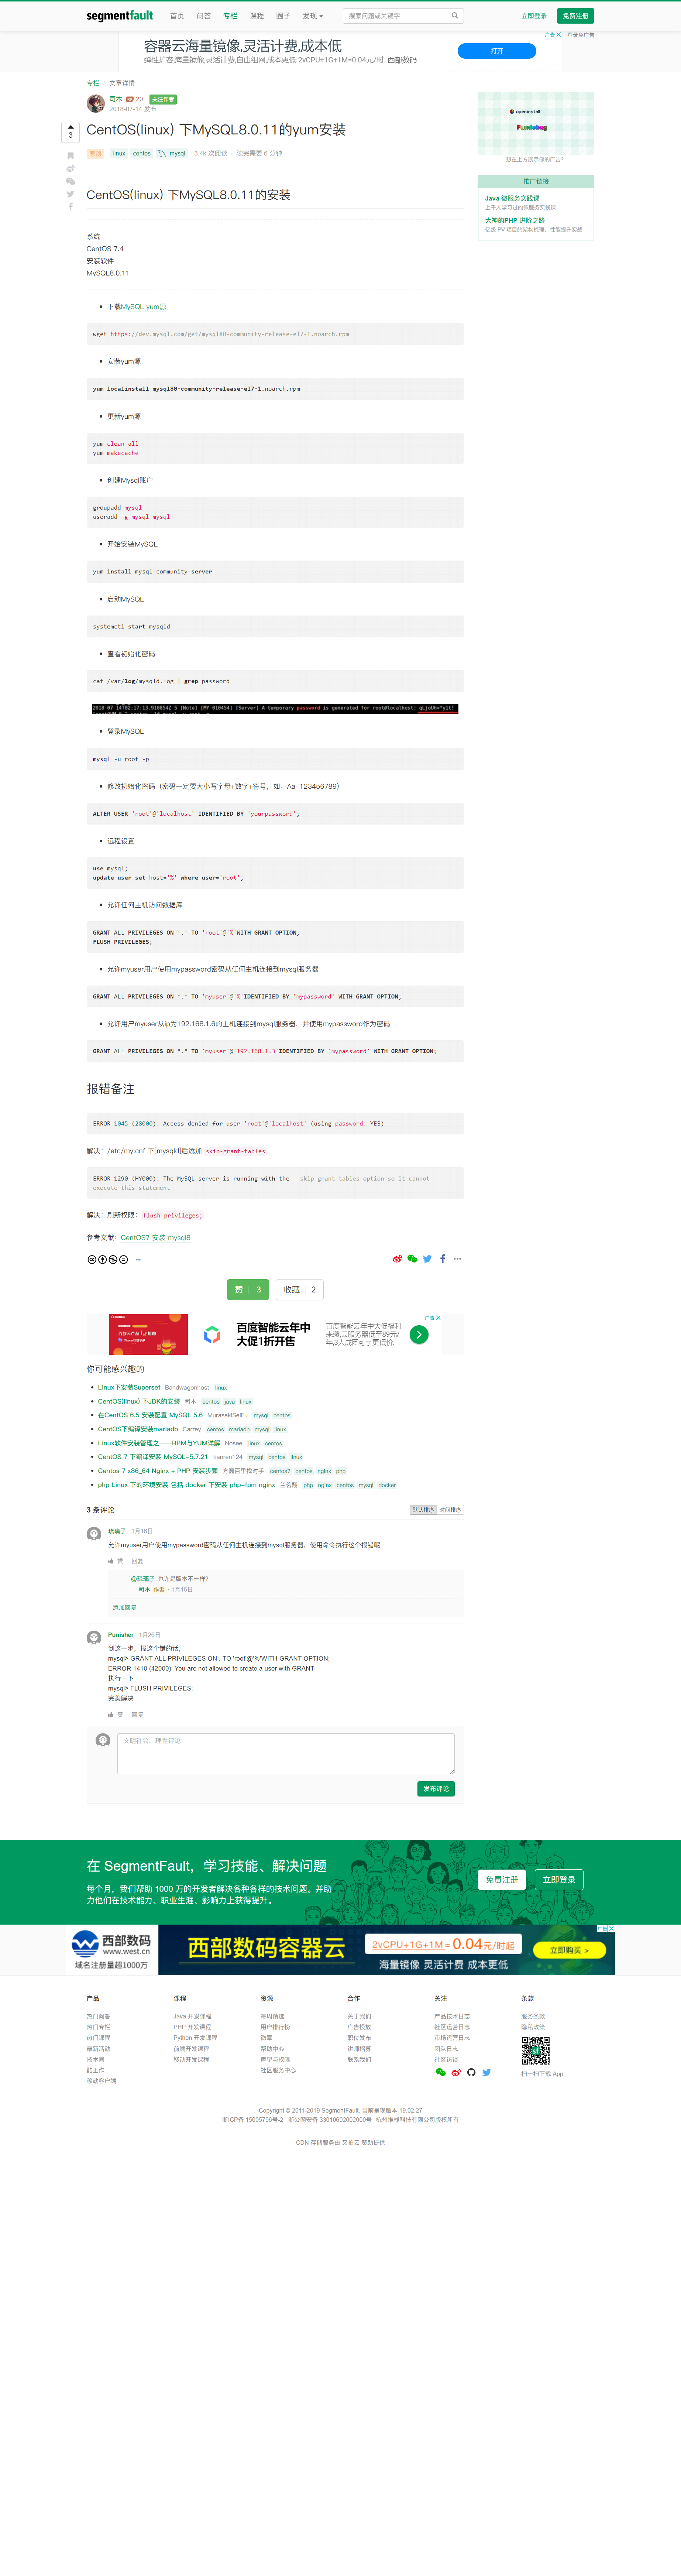 segmentfault 首页 问答 专栏 课程 圈子 发现 搜索问题或关键字 立即登录 免费注册
广告 登录免广告
容器云海量镜像,灵活计费,成本低
弹性扩容,海量镜像,灵活计费,自由组网,成本更低.2vCPU+1G+1M=0.04元/时. 西部数码
打开
专栏 / 文章详情
司木 20 关注作者
2018-07-14 发布
3
CentOS(linux) 下MySQL8.0.11的yum安装
原创 linux centos mysql 3.4k 次阅读 · 读完需要 6 分钟
openinstall
Fundebug
想在上方展示你的广告?
推广链接
Java 微服务实践课
上千人学习过的微服务实践课
大神的PHP 进阶之路
亿级 PV 项目的架构梳理，性能提升实战
CentOS(linux) 下MySQL8.0.11的安装
系统
CentOS 7.4
安装软件
MySQL8.0.11
下载MySQL yum源
wget https://dev.mysql.com/get/mysql80-community-release-el7-1.noarch.rpm
安装yum源
yum localinstall mysql80-community-release-el7-1.noarch.rpm
更新yum源
yum clean all
yum makecache
创建Mysql账户
groupadd mysql
useradd -g mysql mysql
开始安装MySQL
yum install mysql-community-server
启动MySQL
systemctl start mysqld
查看初始化密码
cat /var/log/mysqld.log | grep password
[Note] [MY-010454] [Server] A temporary password is generated for root@localhost:
登录MySQL
mysql -u root -p
修改初始化密码（密码一定要大小写字母+数字+符号，如：Aa-123456789）
ALTER USER 'root'@'localhost' IDENTIFIED BY 'yourpassword';
远程设置
use mysql;
update user set host='%' where user='root';
允许任何主机访问数据库
GRANT ALL PRIVILEGES ON *.* TO 'root'@'%'WITH GRANT OPTION;
FLUSH PRIVILEGES;
允许myuser用户使用mypassword密码从任何主机连接到mysql服务器
GRANT ALL PRIVILEGES ON *.* TO 'myuser'@'%'IDENTIFIED BY 'mypassword' WITH GRANT OPTION;
允许用户myuser从ip为192.168.1.6的主机连接到mysql服务器，并使用mypassword作为密码
GRANT ALL PRIVILEGES ON *.* TO 'myuser'@'192.168.1.3'IDENTIFIED BY 'mypassword' WITH GRANT OPTION;
报错备注
ERROR 1045 (28000): Access denied for user 'root'@'localhost' (using password: YES)
解决：/etc/my.cnf 下[mysqld]后添加 skip-grant-tables
ERROR 1290 (HY000): The MySQL server is running with the --skip-grant-tables option so it cannot
execute this statement
解决：刷新权限： flush privileges;
参考文献：CentOS7 安装 mysql8
赞 3 收藏 2
广告
百度智能云年中
大促1折开售
百度智能云年中大促福利
来袭,云服务器低至89元/
年,3人成团可享更低价.
你可能感兴趣的
Linux下安装Superset Bandwagonhost linux
CentOS(linux) 下JDK的安装 司木 centos java linux
在CentOS 6.5 安装配置 MySQL 5.6 MurasakiSeiFu mysql centos
CentOS下编译安装mariadb Carrey centos mariadb mysql linux
Linux软件安装管理之——RPM与YUM详解 Nosee linux centos
CentOS 7 下编译安装 MySQL-5.7.21 tianren124 mysql centos linux
Centos 7 x86_64 Nginx + PHP 安装步骤 方圆百里找对手 centos7 centos nginx php
php Linux 下的环境安装 包括 docker 下安装 php-fpm nginx 兰茗翔 php nginx centos mysql docker
3 条评论 默认排序 时间排序
琉璃子 · 1月16日
允许myuser用户使用mypassword密码从任何主机连接到mysql服务器，使用命令执行这个报错呢
赞 回复
@琉璃子 也许是版本不一样?
— 司木 作者 · 1月16日
添加回复
Punisher · 1月26日
到这一步，报这个错的话，
mysql> GRANT ALL PRIVILEGES ON . TO 'root'@'%'WITH GRANT OPTION;
ERROR 1410 (42000): You are not allowed to create a user with GRANT
执行一下
mysql> FLUSH PRIVILEGES;
完美解决.
赞 回复
文明社会，理性评论
发布评论
在 SegmentFault，学习技能、解决问题
每个月，我们帮助 1000 万的开发者解决各种各样的技术问题。并助
力他们在技术能力、职业生涯、影响力上获得提升。
免费注册 立即登录
广告
西部数码
www.west.cn
域名注册量超1000万
西部数码容器云
2vCPU+1G+1M=0.04元/时起
海量镜像 灵活计费 成本更低
立即购买 >
产品 课程 资源 合作 关注 条款
热门问答 Java 开发课程 每周精选 关于我们 产品技术日志 服务条款
热门专栏 PHP 开发课程 用户排行榜 广告投放 社区运营日志 隐私政策
热门课程 Python 开发课程 徽章 职位发布 市场运营日志
最新活动 前端开发课程 帮助中心 讲师招募 团队日志
技术圈 移动开发课程 声望与权限 联系我们 社区访谈
酷工作 社区服务中心
移动客户端
扫一扫下载 App
Copyright © 2011-2019 SegmentFault. 当前呈现版本 19.02.27
浙ICP备 15005796号-2 浙公网安备 33010602002000号 杭州堆栈科技有限公司版权所有
CDN 存储服务由 又拍云 赞助提供